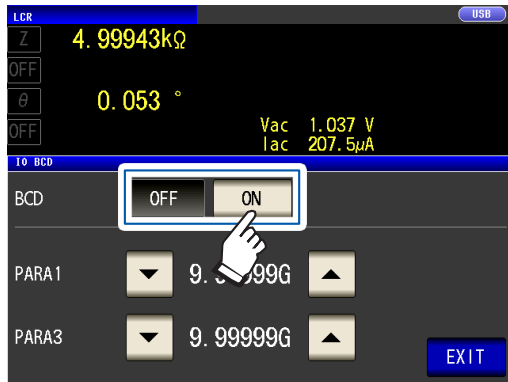 LCR USB
Z 4.99943kΩ
OFF
θ 0.053 °
OFF
Vac 1.037 V
Iac 207.5μA
IO BCD
BCD OFF ON
PARA1 999G
PARA3 9.99999G
EXIT